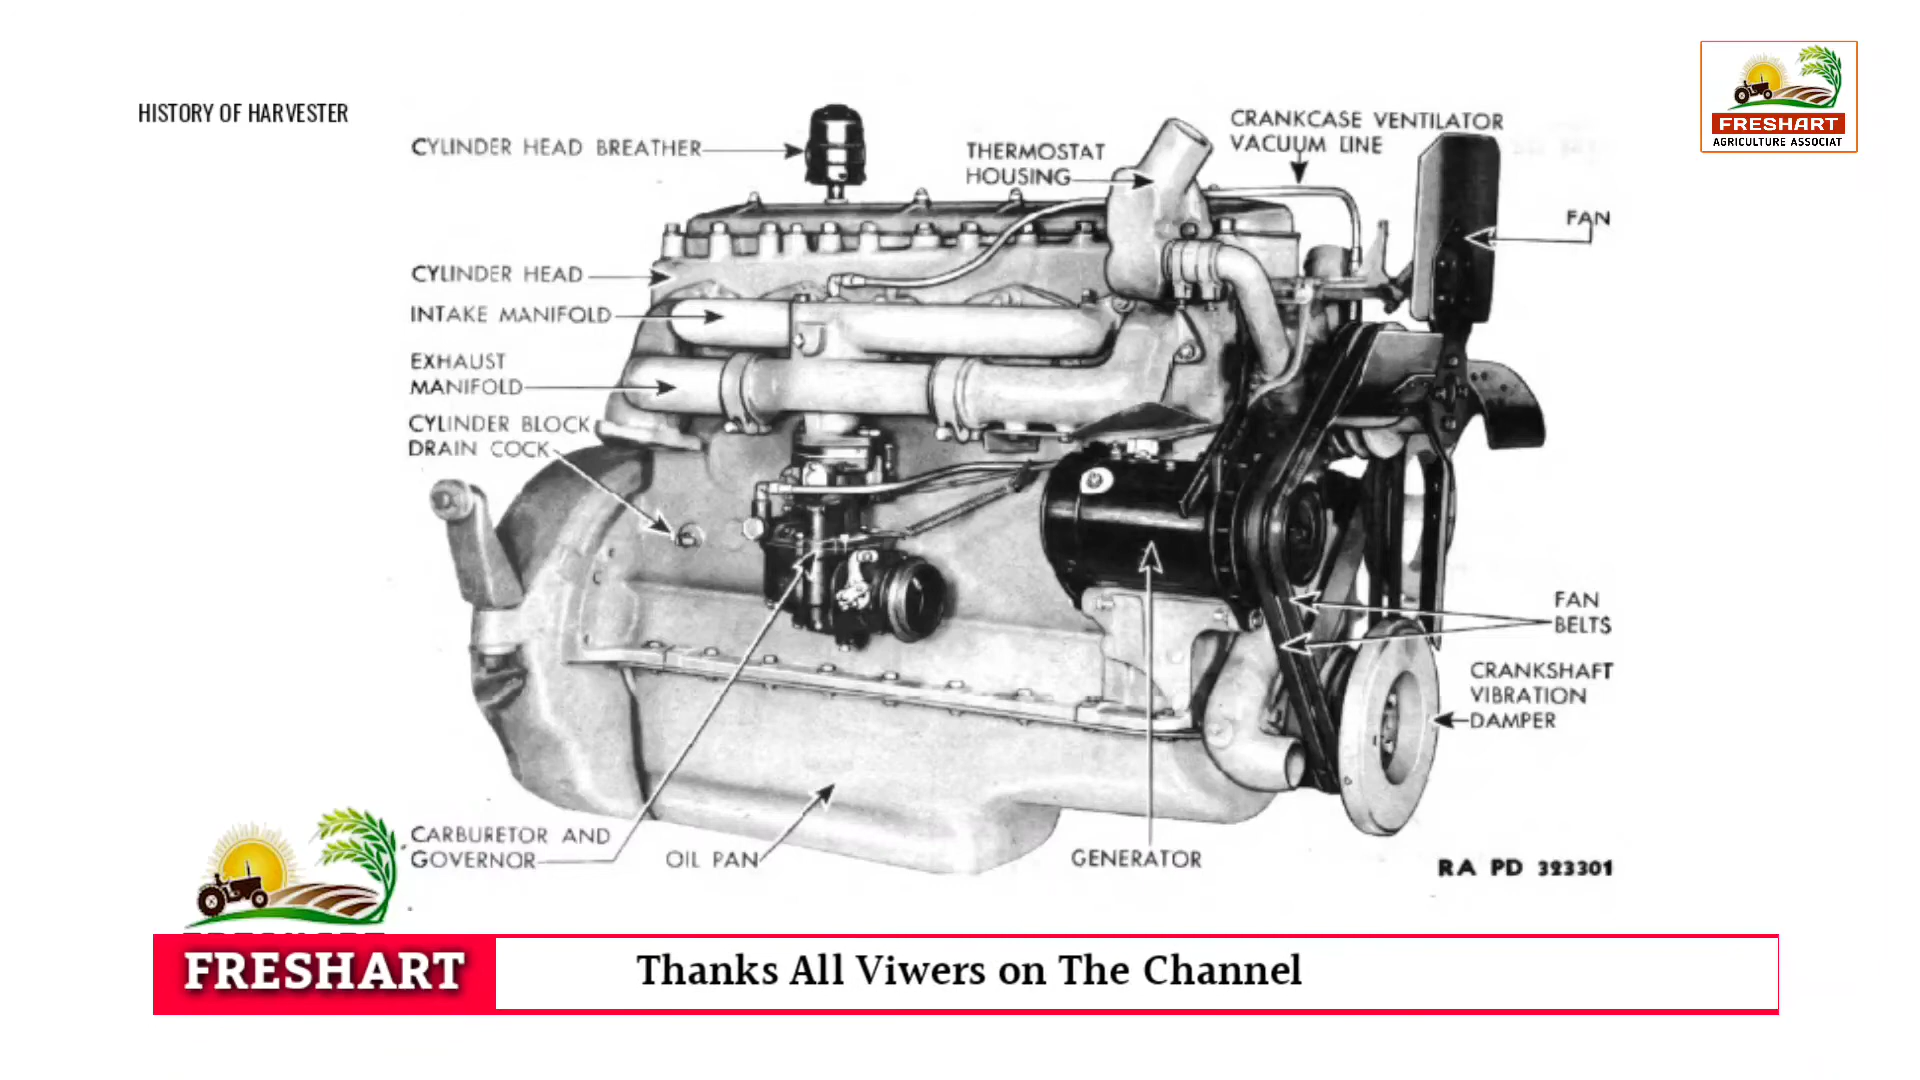 HISTORY OF HARVESTER
FRESHART
AGRICULTURE ASSOCIAT
CYLINDER HEAD BREATHER
THERMOSTAT
HOUSING
CRANKCASE VENTILATOR
VACUUM LINE
FAN
CYLINDER HEAD
INTAKE MANIFOLD
EXHAUST
MANIFOLD
CYLINDER BLOCK
DRAIN COCK
FAN
BELTS
CRANKSHAFT
VIBRATION
DAMPER
CARBURETOR AND
GOVERNOR
OIL PAN
GENERATOR
RA PD 323301
FRESHART
Thanks All Viwers on The Channel